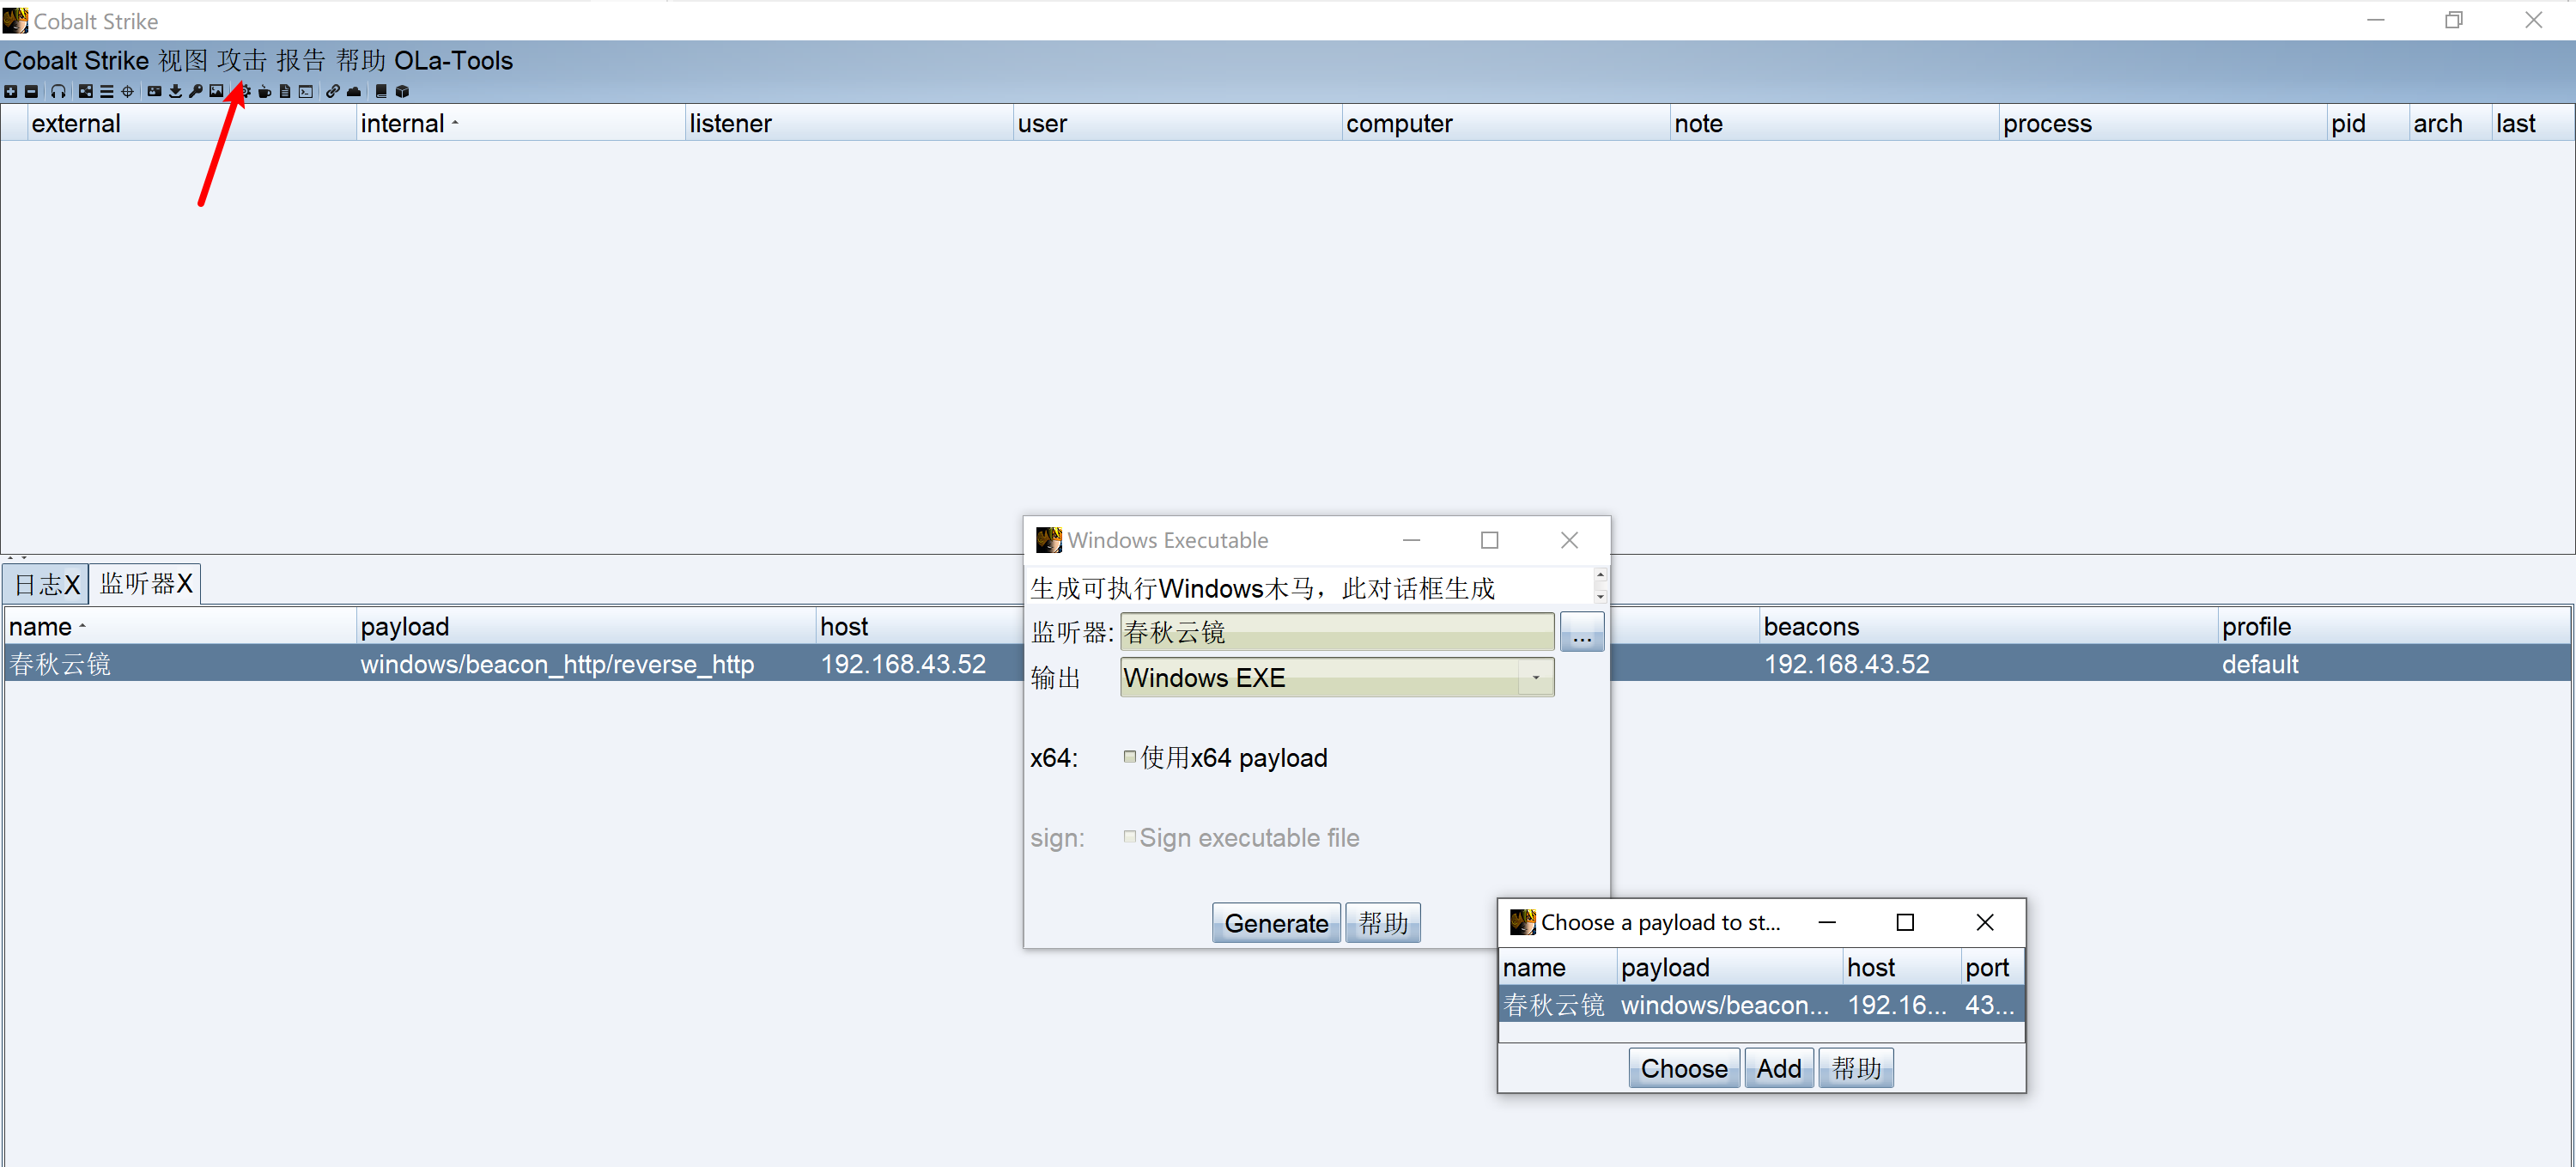 Cobalt Strike
Cobalt Strike 视图 攻击 报告 帮助 OLa-Tools
external internal listener user computer note process pid arch last
Windows Executable
生成可执行Windows木马，此对话框生成
监听器: 春秋云镜 ...
输出 Windows EXE
x64: 使用x64 payload
sign: Sign executable file
Generate 帮助
日志X 监听器X
name payload host beacons profile
春秋云镜 windows/beacon_http/reverse_http 192.168.43.52 192.168.43.52 default
Choose a payload to st...
name payload host port
春秋云镜 windows/beacon... 192.16... 43...
Choose Add 帮助